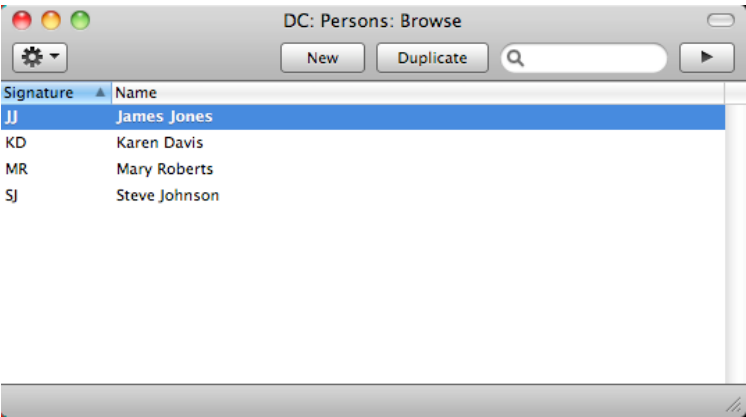 DC: Persons: Browse
New Duplicate
Signature Name
JJ James Jones
KD Karen Davis
MR Mary Roberts
SJ Steve Johnson